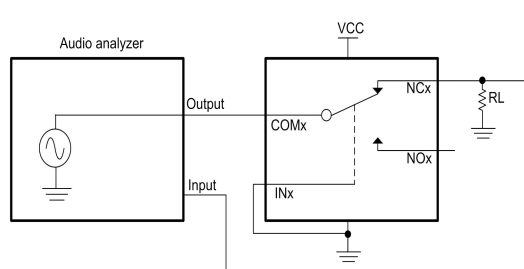 VCC
Audio analyzer
Output
COMx
NCx
RL
NOx
Input
INx